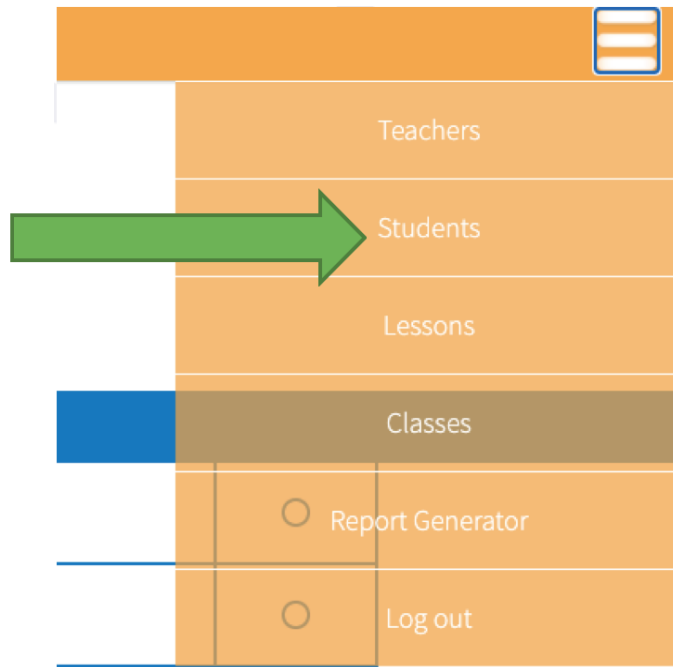 Teachers
Students
Lessons
Classes
Report Generator
Log out